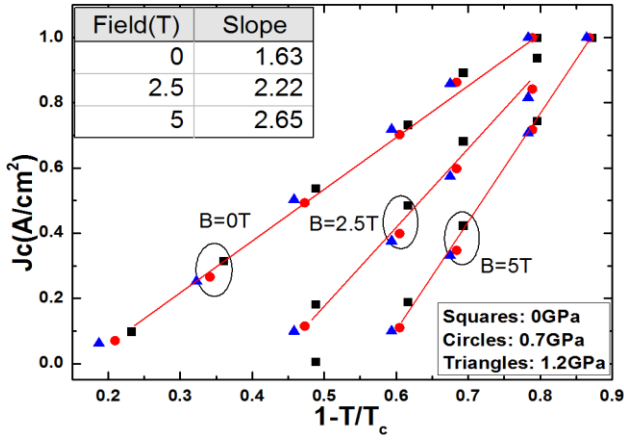 Field(T) Slope
0 1.63
2.5 2.22
5 2.65
Jc(A/cm²)
1.0
0.8
0.6
0.4
0.2
0.0
B=0T
B=2.5T
B=5T
Squares: 0GPa
Circles: 0.7GPa
Triangles: 1.2GPa
0.2 0.3 0.4 0.5 0.6 0.7 0.8 0.9
1-T/Tc